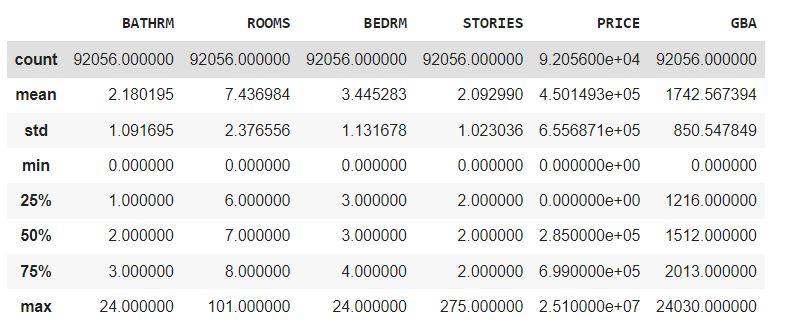 BATHRM ROOMS BEDRM STORIES PRICE GBA
count 92056.000000 92056.000000 92056.000000 92056.000000 9.205600e+04 92056.000000
mean 2.180195 7.436984 3.445283 2.092990 4.501493e+05 1742.567394
std 1.091695 2.376556 1.131678 1.023036 6.556871e+05 850.547849
min 0.000000 0.000000 0.000000 0.000000 0.000000e+00 0.000000
25% 1.000000 6.000000 3.000000 2.000000 0.000000e+00 1216.000000
50% 2.000000 7.000000 3.000000 2.000000 2.850000e+05 1512.000000
75% 3.000000 8.000000 4.000000 2.000000 6.990000e+05 2013.000000
max 24.000000 101.000000 24.000000 275.000000 2.510000e+07 24030.000000